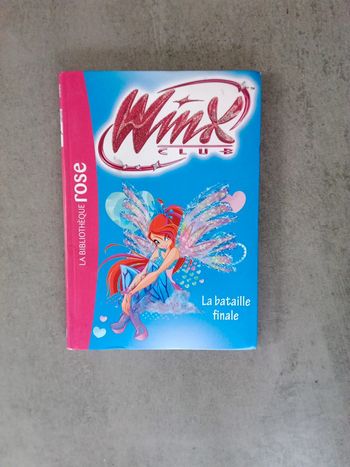 Winx
CLUB
LA BIBLIOTHÈQUE rose
La bataille
finale